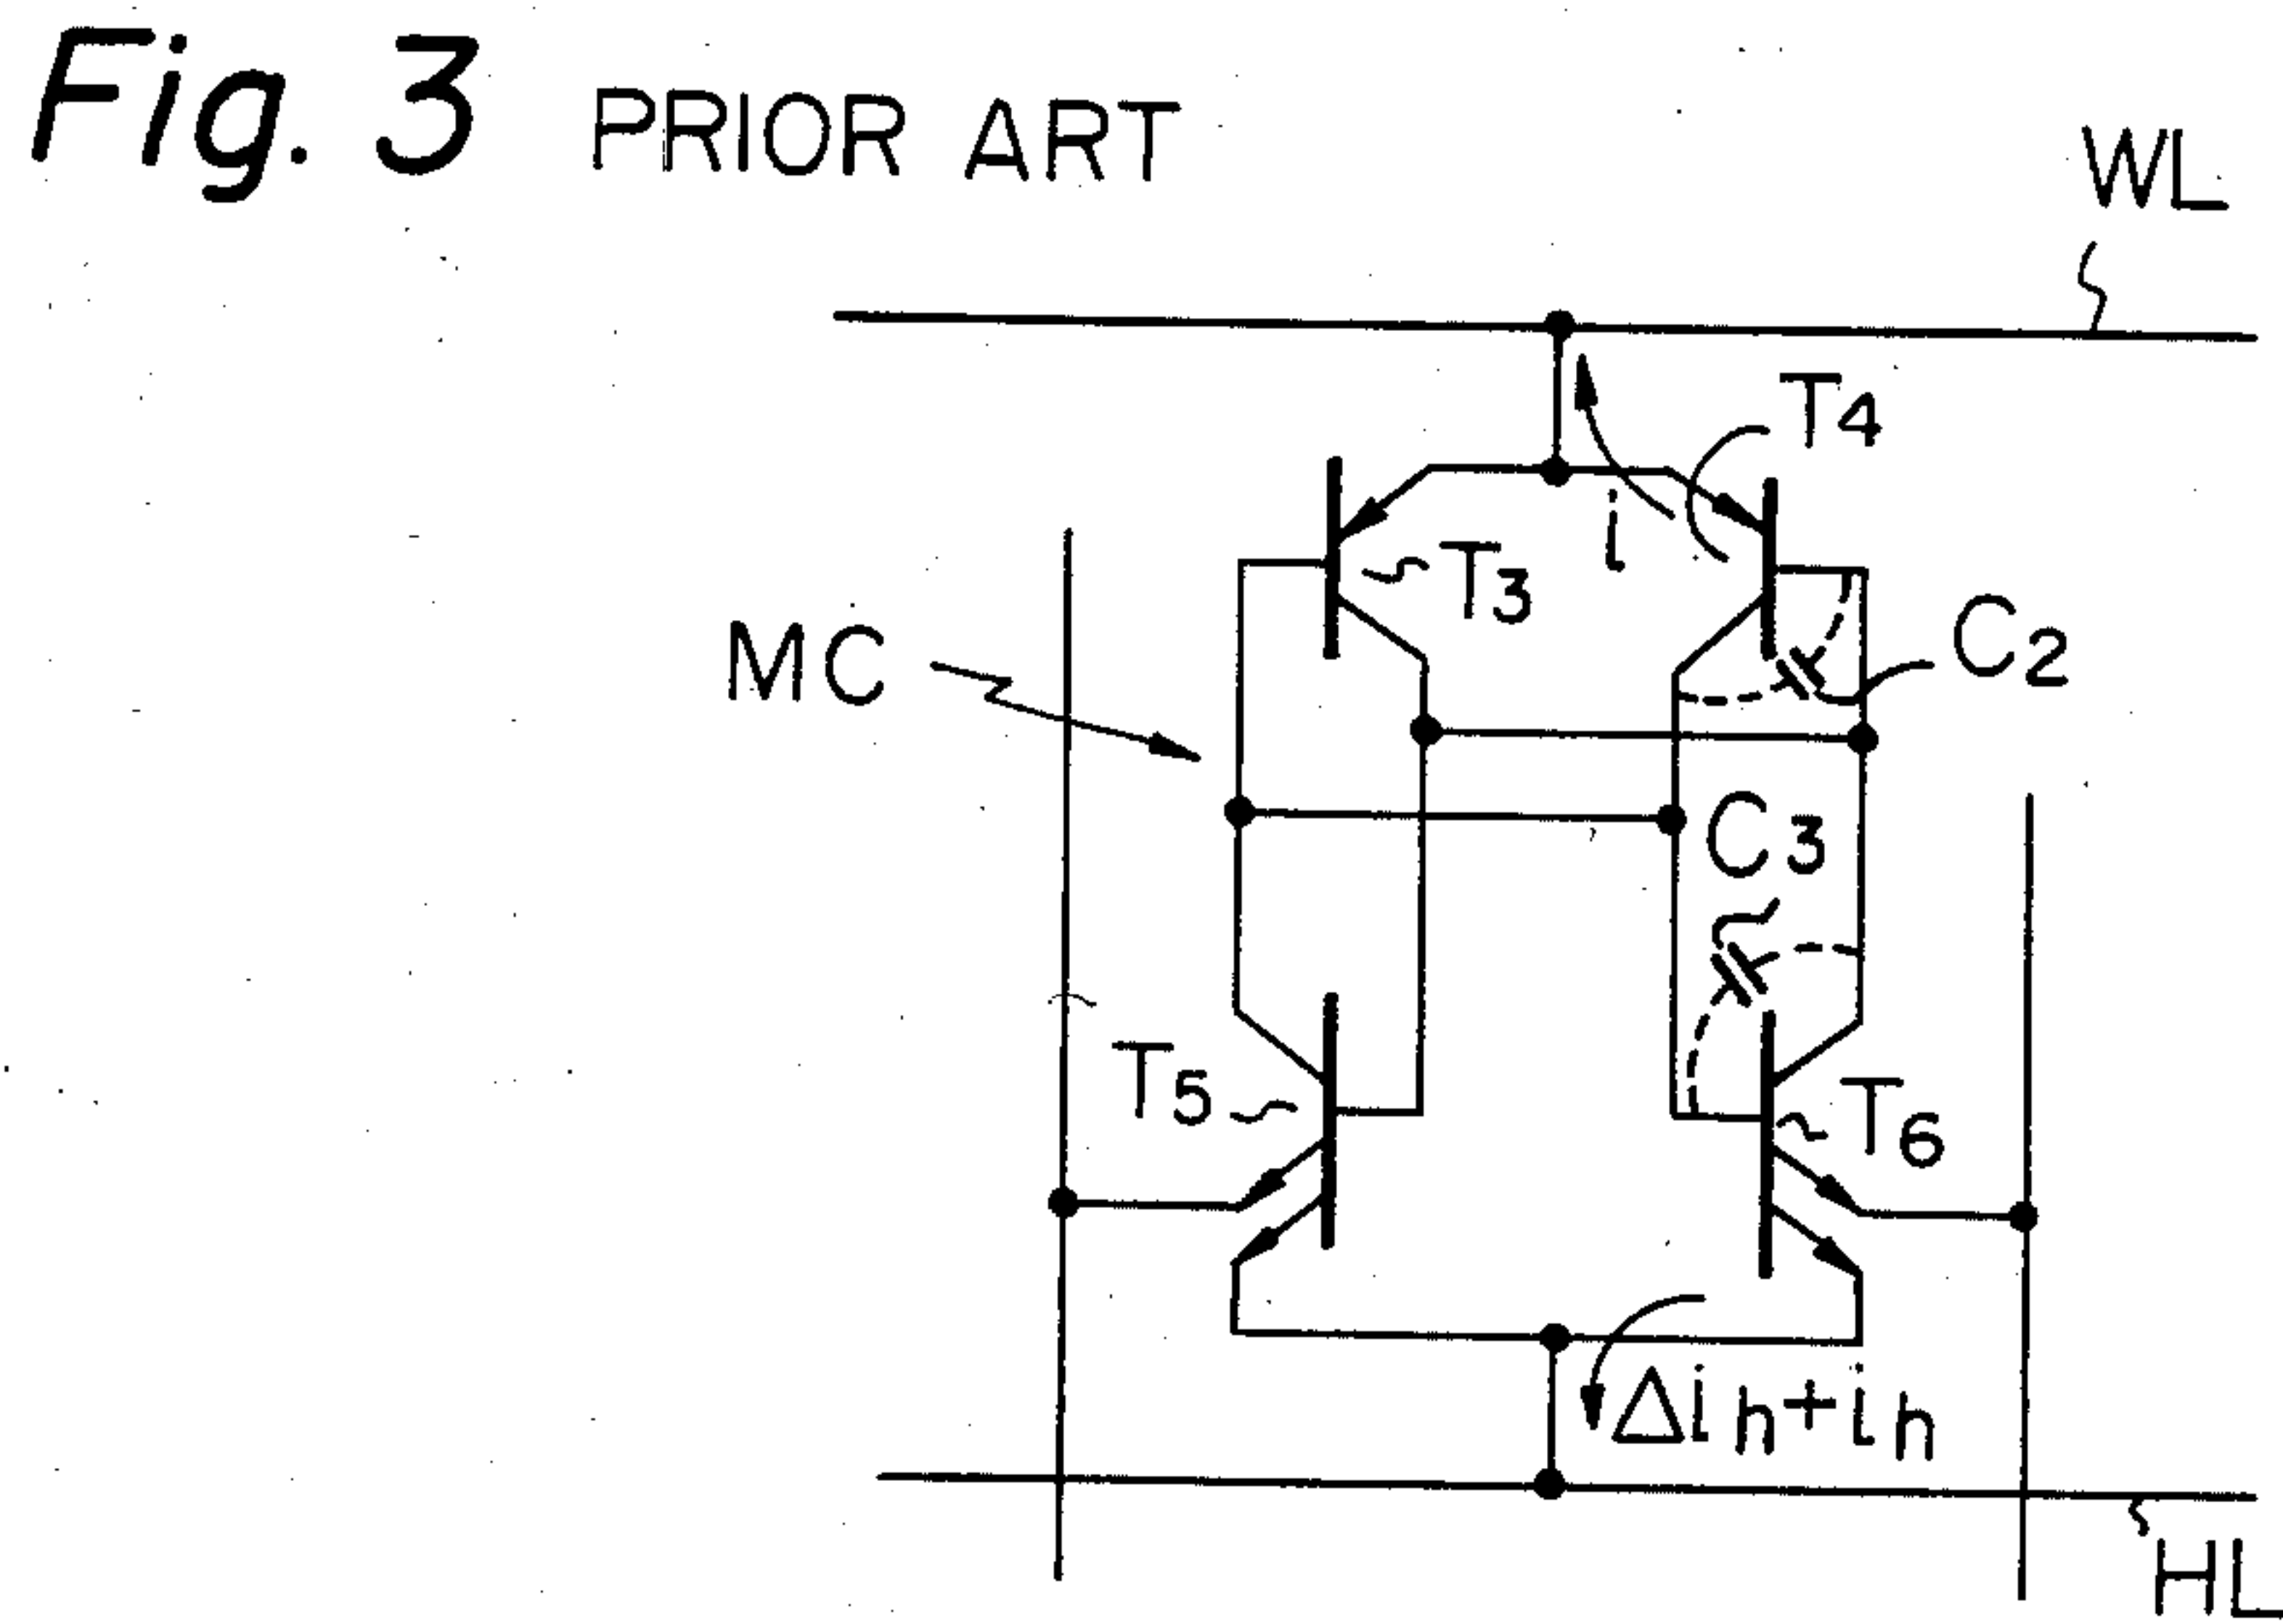 Fig. 3 PRIOR ART
WL
T4
i
T3
C2
MC
C3
T5
T6
Δih+ih
HL